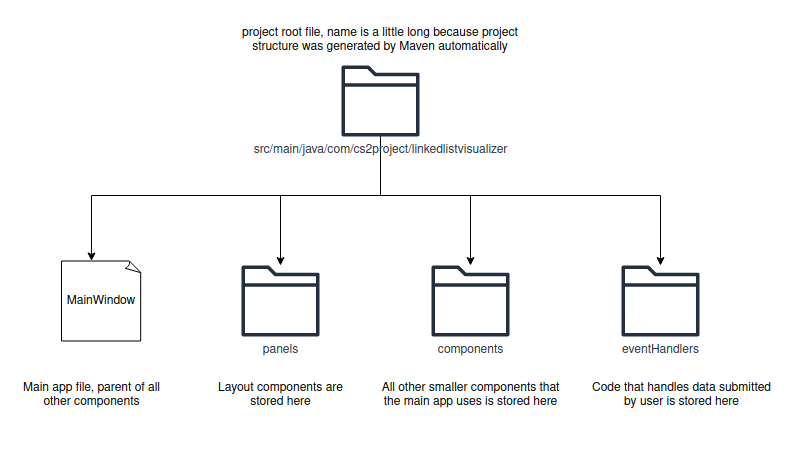 project root file, name is a little long because project
structure was generated by Maven automatically
src/main/java/com/cs2project/linkedlistvisualizer
MainWindow
panels
components
eventHandlers
Main app file, parent of all
other components
Layout components are
stored here
All other smaller components that
the main app uses is stored here
Code that handles data submitted
by user is stored here